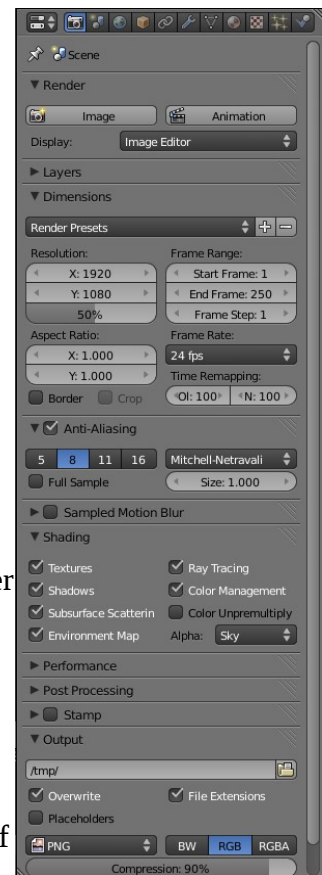 Scene
Render
Image Animation
Display: Image Editor
Layers
Dimensions
Render Presets
Resolution: Frame Range:
X: 1920 Start Frame: 1
Y: 1080 End Frame: 250
50% Frame Step: 1
Aspect Ratio: Frame Rate:
X: 1.000 24 fps
Y: 1.000 Time Remapping:
Border Crop Ol: 100 N: 100
Anti-Aliasing
5 8 11 16 Mitchell-Netravali
Full Sample Size: 1.000
Sampled Motion Blur
Shading
Textures Ray Tracing
er
Shadows Color Management
Subsurface Scatterin Color Unpremultiply
Environment Map Alpha: Sky
Performance
Post Processing
Stamp
Output
/tmp/
Overwrite File Extensions
Placeholders
f
PNG BW RGB RGBA
Compression: 90%